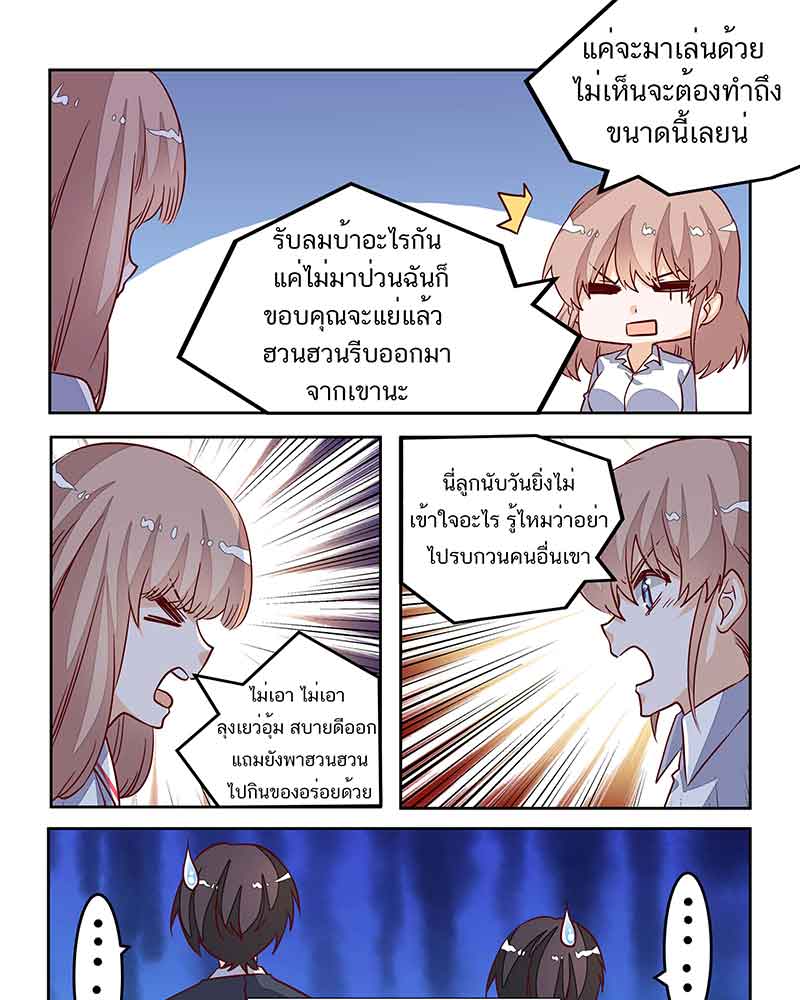 แค่จะมาเล่นด้วย
ไม่เห็นจะต้องทำถึง
ขนาดนี้เลยน่
รับลมบ้าอะไรกัน
แค่ไม่มาป่วนฉันก็
ขอบคุณจะแย่แล้ว
ฮวนฮวนรีบออกมา
จากเขานะ
นี่ลูกนับวันยิ่งไม่
เข้าใจอะไร รู้ไหมว่าอย่า
ไปรบกวนคนอื่นเขา
ไม่เอา ไม่เอา
ลุงเยว่อุ้ม สบายดีออก
แถมยังพาฮวนฮวน
ไปกินของอร่อยด้วย